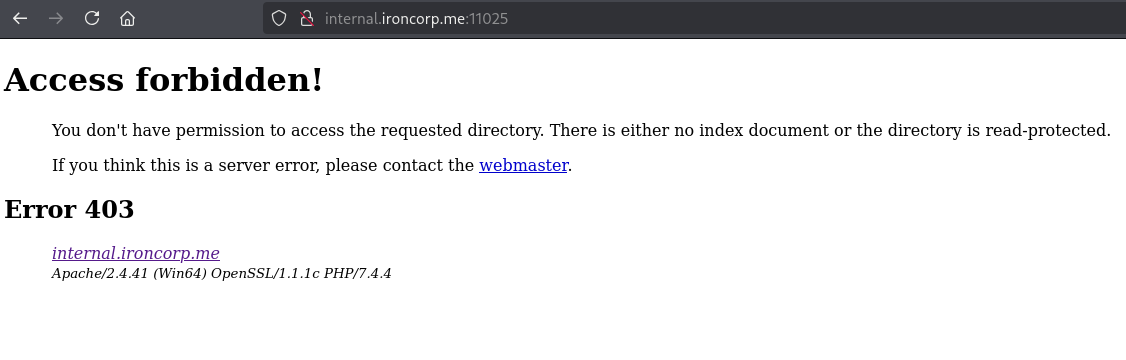 internal.ironcorp.me:11025
Access forbidden!
You don't have permission to access the requested directory. There is either no index document or the directory is read-protected.
If you think this is a server error, please contact the webmaster.
Error 403
internal.ironcorp.me
Apache/2.4.41 (Win64) OpenSSL/1.1.1c PHP/7.4.4